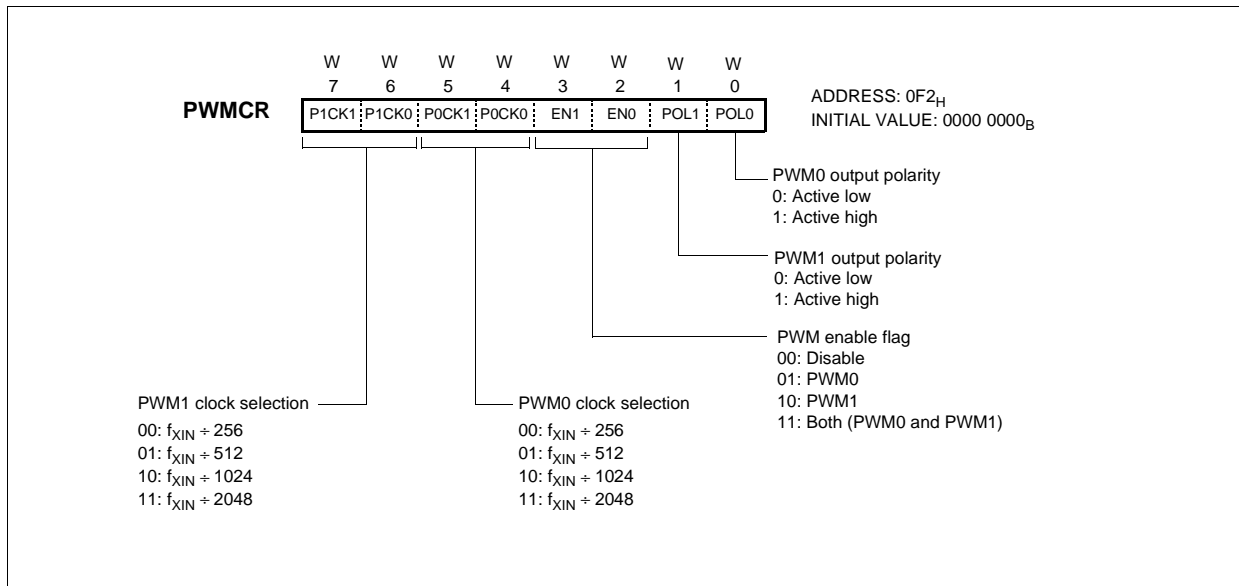 W W W W W W W W
7 6 5 4 3 2 1 0
PWMCR P1CK1 P1CK0 P0CK1 P0CK0 EN1 EN0 POL1 POL0
ADDRESS: 0F2H
INITIAL VALUE: 0000 0000B
PWM0 output polarity
0: Active low
1: Active high
PWM1 output polarity
0: Active low
1: Active high
PWM enable flag
00: Disable
01: PWM0
10: PWM1
11: Both (PWM0 and PWM1)
PWM1 clock selection
00: fXIN ÷ 256
01: fXIN ÷ 512
10: fXIN ÷ 1024
11: fXIN ÷ 2048
PWM0 clock selection
00: fXIN ÷ 256
01: fXIN ÷ 512
10: fXIN ÷ 1024
11: fXIN ÷ 2048